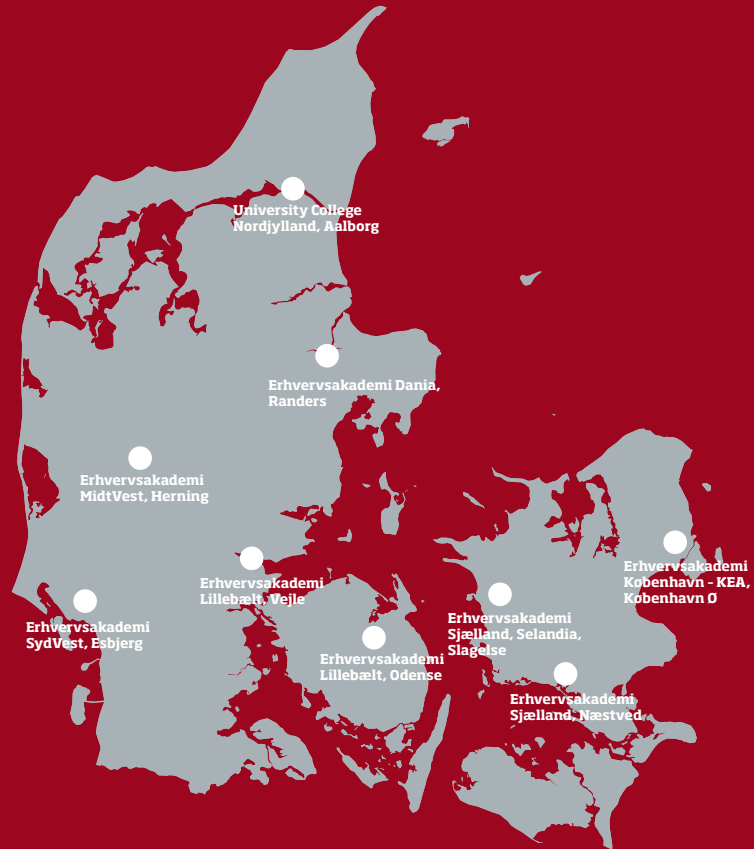 University College
Nordjylland, Aalborg
Erhvervsakademi Dania,
Randers
Erhvervsakademi
MidtVest, Herning
Erhvervsakademi
København - KEA,
København Ø
Erhvervsakademi
Lillebælt, Vejle
Erhvervsakademi
Sjælland, Selandia,
Slagelse
Erhvervsakademi
SydVest, Esbjerg
Erhvervsakademi
Lillebælt, Odense
Erhvervsakademi
Sjælland, Næstved